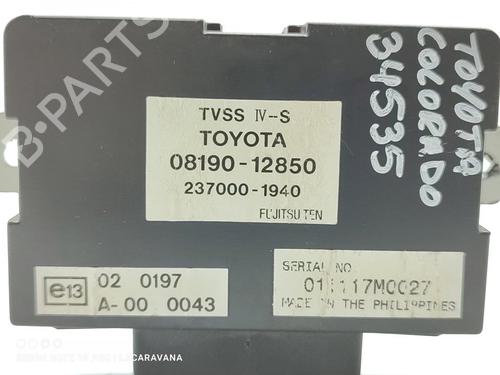 TVSS IV--S
TOYOTA
08190-12850
237000-1940
FUJITSU TEN
TOYOTA
COLORADO
34535
e13
02 0197
A-00 0043
SERIAL NO
MADE IN THE PHILIPPINES